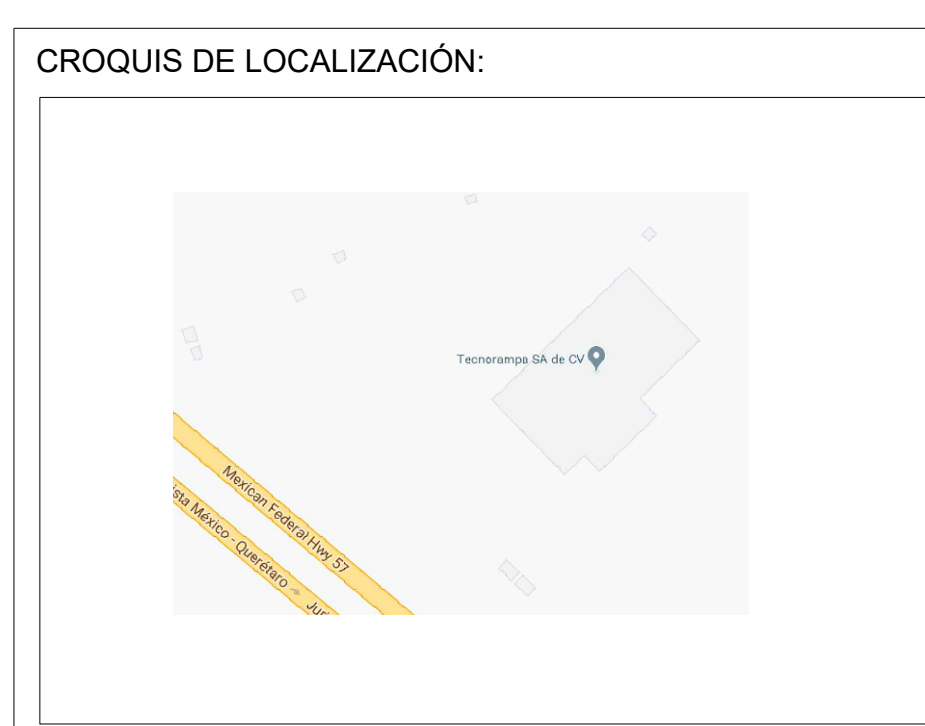 CROQUIS DE LOCALIZACIÓN:
Tecnorampa SA de CV
Mexican Federal Hwy 57
ista México - Querétaro